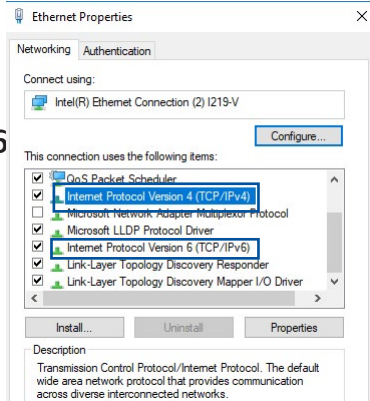 Ethernet Properties
Networking Authentication
Connect using:
Intel(R) Ethernet Connection (2) I219-V
6
Configure...
This connection uses the following items:
QoS Packet Scheduler
Internet Protocol Version 4 (TCP/IPv4)
Microsoft Network Adapter Multiplexor Protocol
Microsoft LLDP Protocol Driver
Internet Protocol Version 6 (TCP/IPv6)
Link-Layer Topology Discovery Responder
Link-Layer Topology Discovery Mapper I/O Driver
Install... Uninstall Properties
Description
Transmission Control Protocol/Internet Protocol. The default
wide area network protocol that provides communication
across diverse interconnected networks.